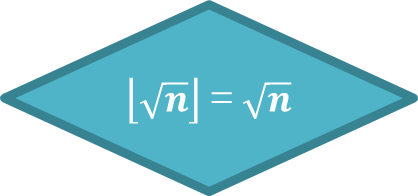 ⌊√n⌋ = √n